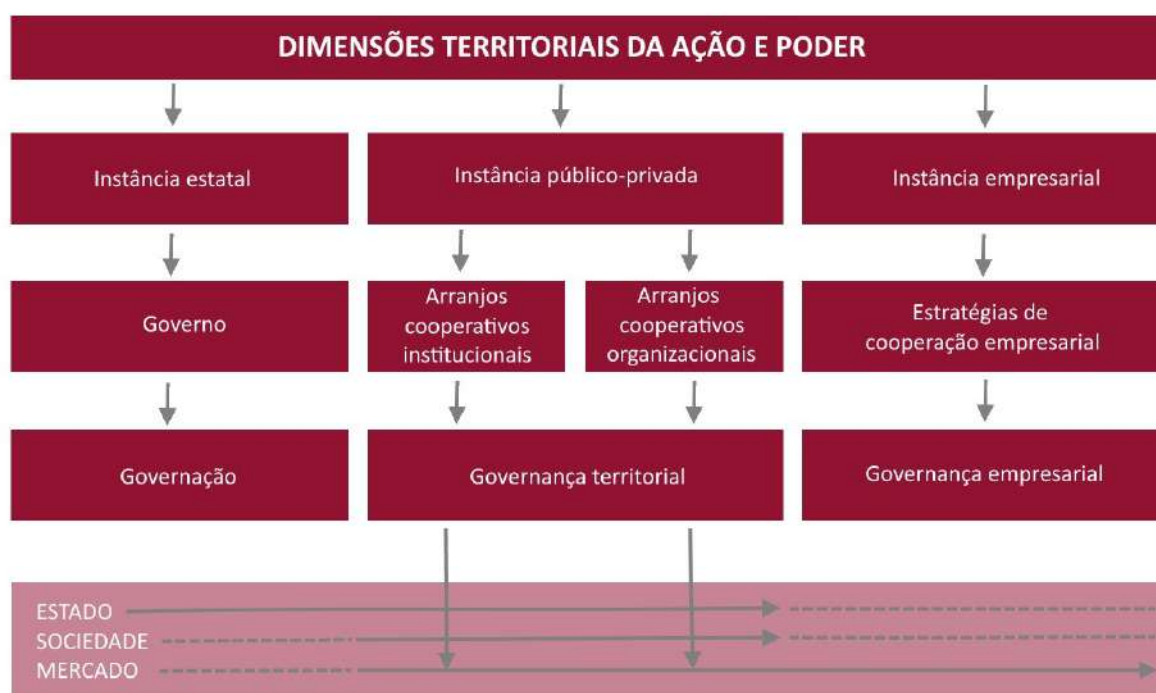 DIMENSÕES TERRITORIAIS DA AÇÃO E PODER
Instância estatal
Instância público-privada
Instância empresarial
Governo
Arranjos
cooperativos
institucionais
Arranjos
cooperativos
organizacionais
Estratégias de
cooperação empresarial
Governação
Governança territorial
Governança empresarial
ESTADO
SOCIEDADE
MERCADO